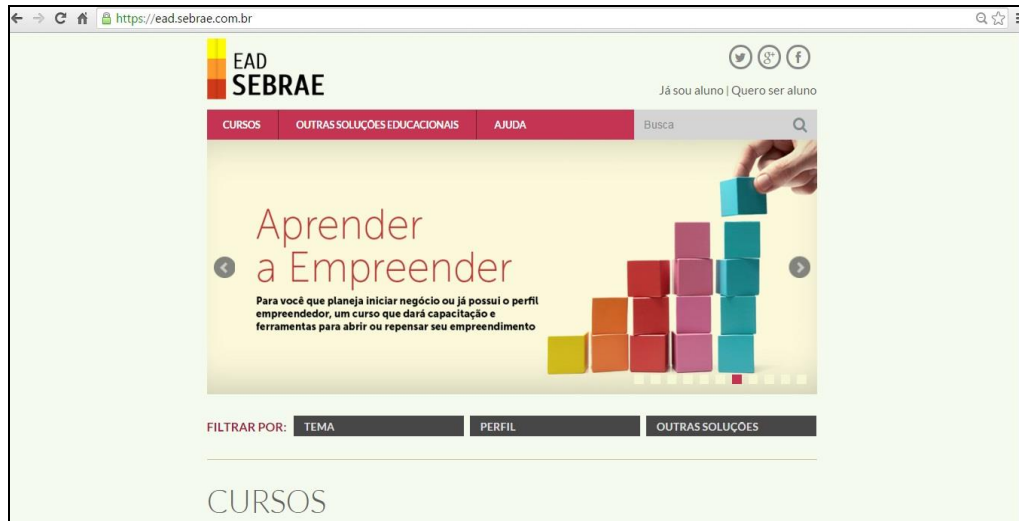 https://ead.sebrae.com.br
EAD
SEBRAE
Já sou aluno | Quero ser aluno
CURSOS OUTRAS SOLUÇÕES EDUCACIONAIS AJUDA Busca
Aprender
a Empreender
Para você que planeja iniciar negócio ou já possui o perfil
empreendedor, um curso que dará capacitação e
ferramentas para abrir ou repensar seu empreendimento
FILTRAR POR: TEMA PERFIL OUTRAS SOLUÇÕES
CURSOS